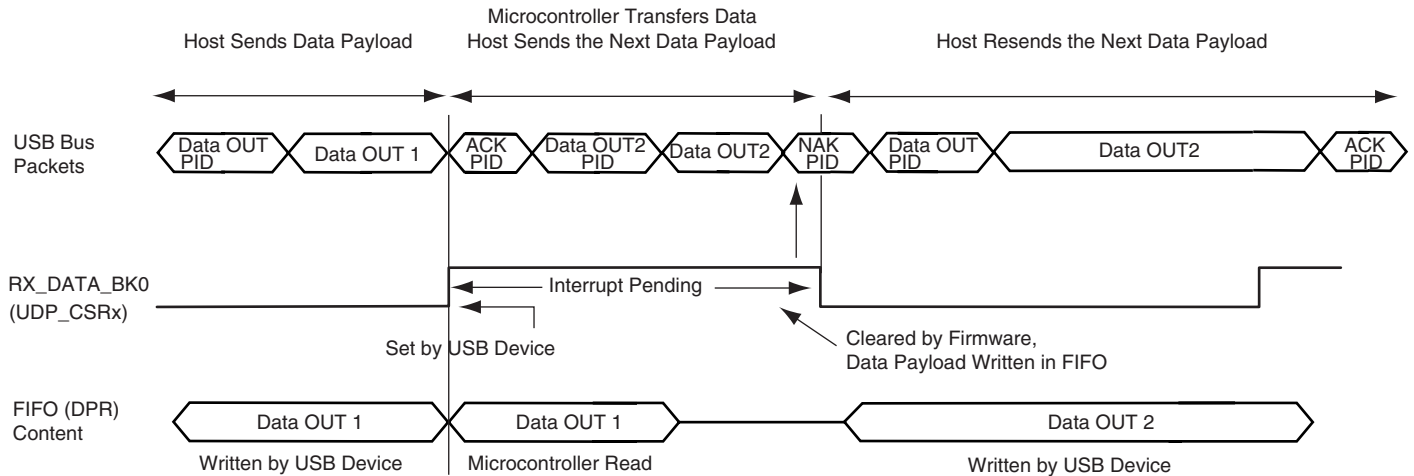 Host Sends Data Payload
Microcontroller Transfers Data
Host Sends the Next Data Payload
Host Resends the Next Data Payload
USB Bus
Packets
Data OUT
PID
Data OUT 1
ACK
PID
Data OUT2
PID
Data OUT2
NAK
PID
Data OUT
PID
Data OUT2
ACK
PID
RX_DATA_BK0
(UDP_CSRx)
Interrupt Pending
Set by USB Device
Cleared by Firmware,
Data Payload Written in FIFO
FIFO (DPR)
Content
Data OUT 1
Data OUT 1
Data OUT 2
Written by USB Device
Microcontroller Read
Written by USB Device